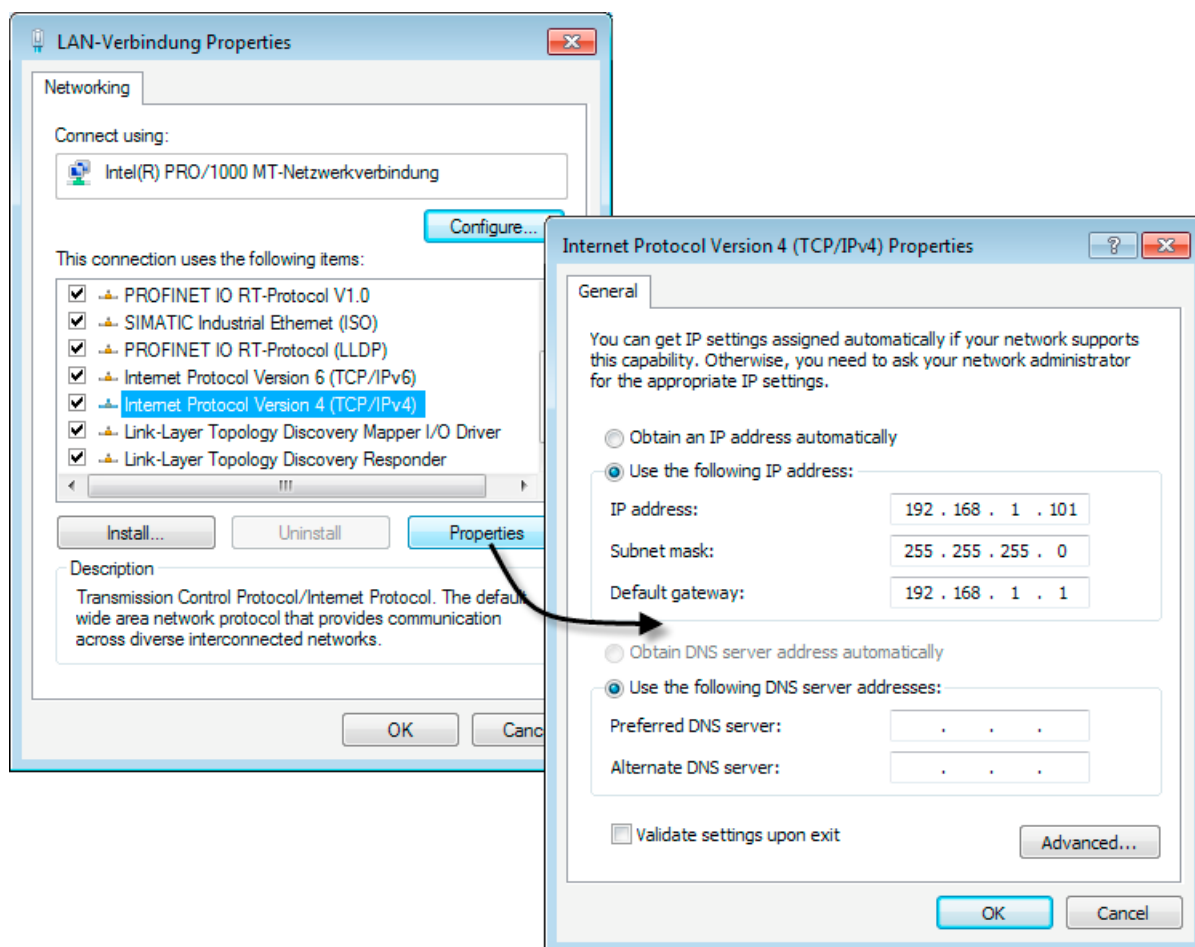 LAN-Verbindung Properties
Networking
Connect using:
Intel(R) PRO/1000 MT-Netzwerkverbindung
Configure...
This connection uses the following items:
PROFINET IO RT-Protocol V1.0
SIMATIC Industrial Ethernet (ISO)
PROFINET IO RT-Protocol (LLDP)
Internet Protocol Version 6 (TCP/IPv6)
Internet Protocol Version 4 (TCP/IPv4)
Link-Layer Topology Discovery Mapper I/O Driver
Link-Layer Topology Discovery Responder
Install...
Uninstall
Properties
Description
Transmission Control Protocol/Internet Protocol. The default
wide area network protocol that provides communication
across diverse interconnected networks.
OK
Canc
Internet Protocol Version 4 (TCP/IPv4) Properties
General
You can get IP settings assigned automatically if your network supports
this capability. Otherwise, you need to ask your network administrator
for the appropriate IP settings.
Obtain an IP address automatically
Use the following IP address:
IP address: 192 . 168 . 1 . 101
Subnet mask: 255 . 255 . 255 . 0
Default gateway: 192 . 168 . 1 . 1
Obtain DNS server address automatically
Use the following DNS server addresses:
Preferred DNS server: . . .
Alternate DNS server: . . .
Validate settings upon exit
Advanced...
OK
Cancel